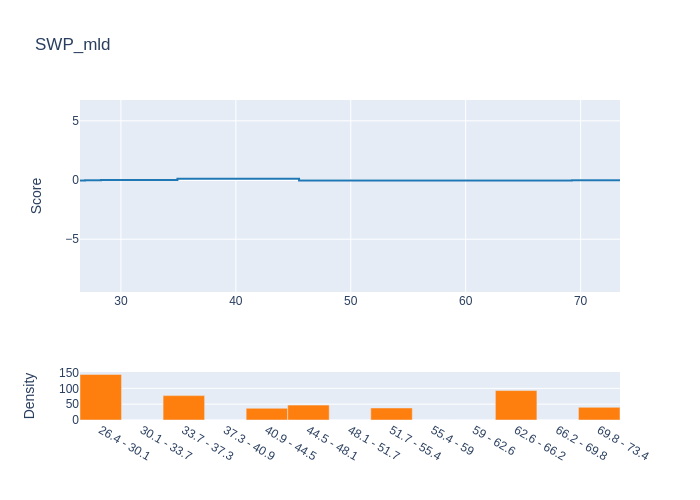 SWP_mld
5
0
−5
Score
30
40
50
60
70
150
100
50
0
Density
26.4 - 30.1
30.1 - 33.7
33.7 - 37.3
37.3 - 40.9
40.9 - 44.5
44.5 - 48.1
48.1 - 51.7
51.7 - 55.4
55.4 - 59
59 - 62.6
62.6 - 66.2
66.2 - 69.8
69.8 - 73.4